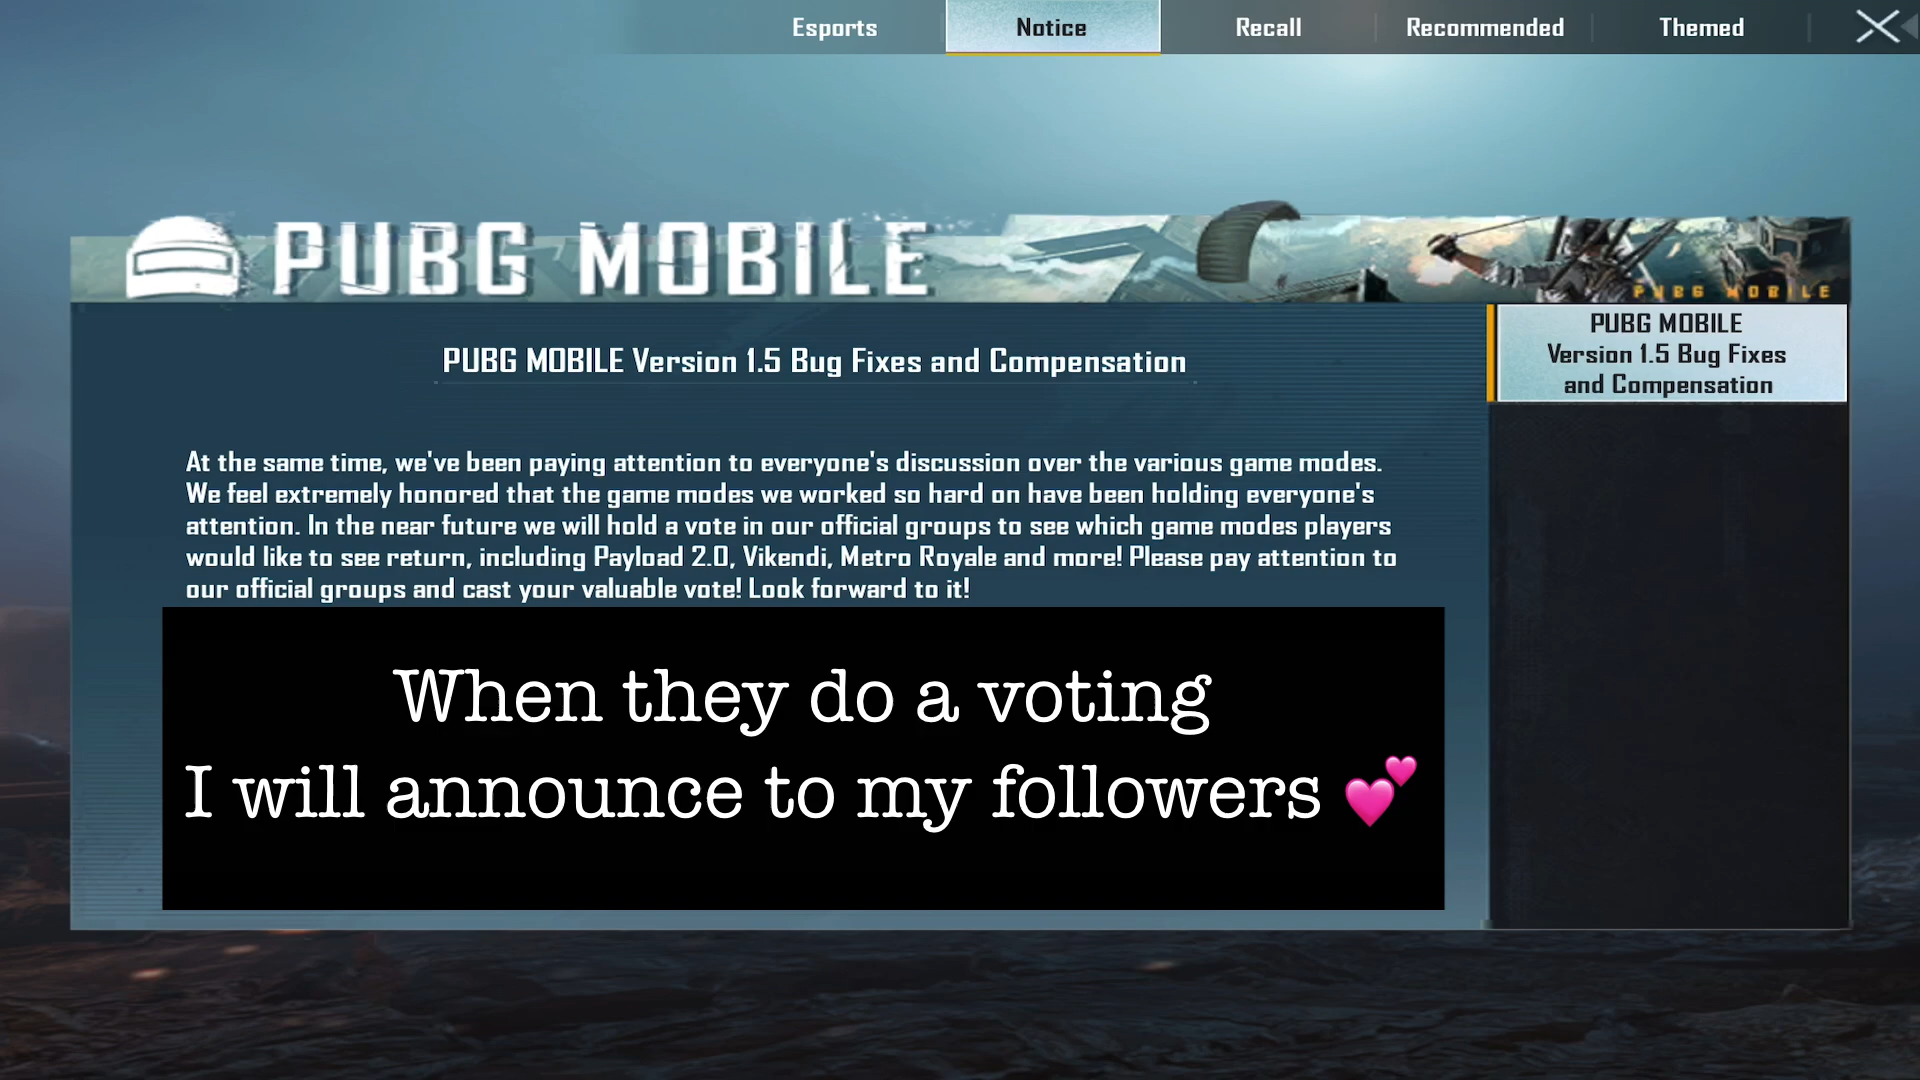 Esports
Notice
Recall
Recommended
Themed
PUBG MOBILE
PUBG MOBILE
PUBG MOBILE Version 1.5 Bug Fixes and Compensation
PUBG MOBILE
Version 1.5 Bug Fixes
and Compensation
At the same time, we've been paying attention to everyone's discussion over the various game modes.
We feel extremely honored that the game modes we worked so hard on have been holding everyone's
attention. In the near future we will hold a vote in our official groups to see which game modes players
would like to see return, including Payload 2.0, Vikendi, Metro Royale and more! Please pay attention to
our official groups and cast your valuable vote! Look forward to it!
When they do a voting
I will announce to my followers 💕